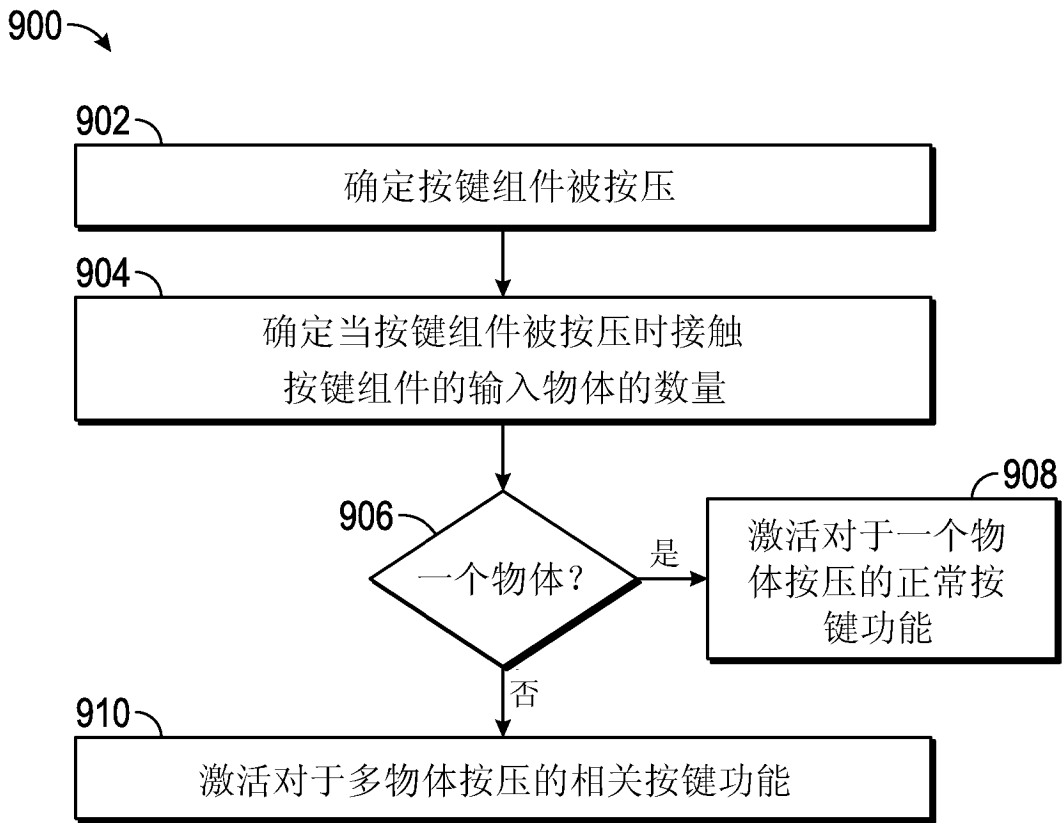 900
902
确定按键组件被按压
904
确定当按键组件被按压时接触
按键组件的输入物体的数量
906
一个物体?
是
908
激活对于一个物
体按压的正常按
键功能
否
910
激活对于多物体按压的相关按键功能